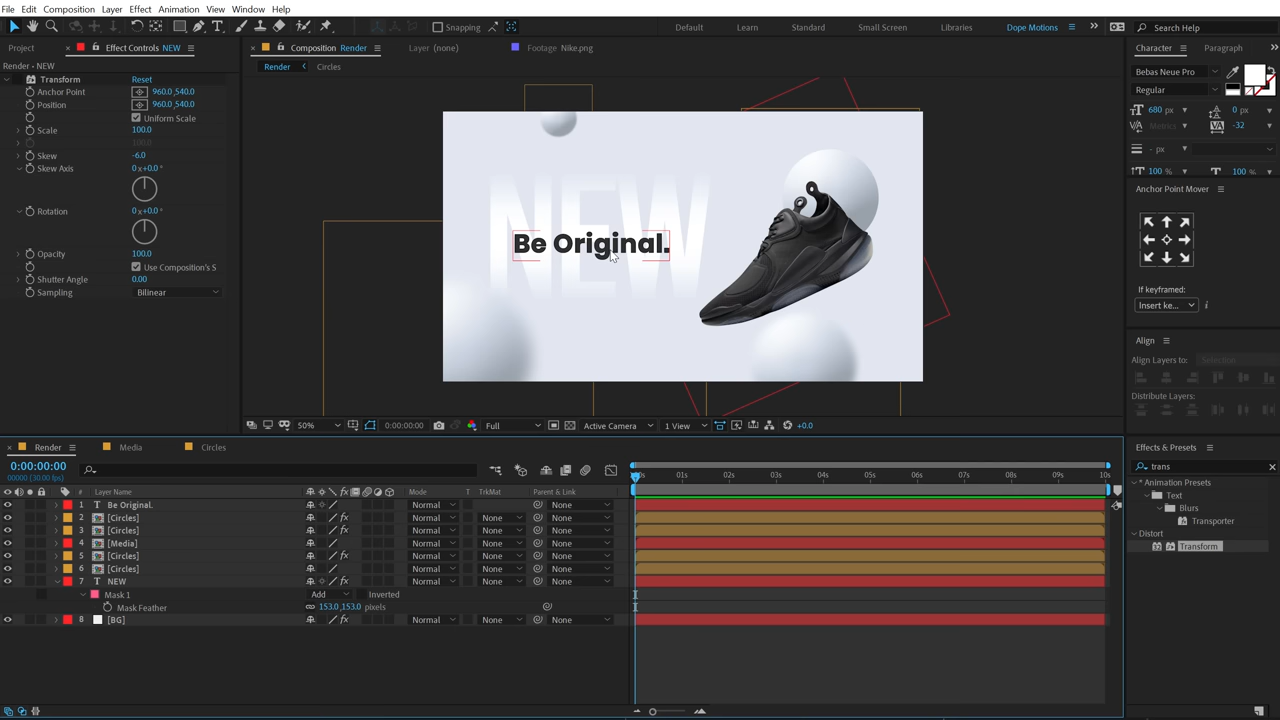 File Edit Composition Layer Effect Animation View Window Help
Snapping Default Learn Standard Small Screen Libraries Dope Motions Search Help
Project Effect Controls NEW Composition Render Layer (none) Footage Nike.png Character Paragraph
Render • NEW Render Circles
Transform Reset
Anchor Point 960.0,540.0
Position 960.0,540.0
Uniform Scale
Scale 100.0
100.0
Skew -6.0
Skew Axis 0 x+0.0 °
Rotation 0 x+0.0 °
Opacity 100.0
Use Composition's S
Shutter Angle 0.00
Sampling Bilinear
NEW
Be Original.
Bebas Neue Pro
Regular
680 px 0 px
Metrics -32
- px
100 % 100 %
Anchor Point Mover
If keyframed:
Insert ke...
Align
Align Layers to: Selection
Distribute Layers:
50% 0:00:00:00 Full Active Camera 1 View +0.0
Render Media Circles
0:00:00:00
00000 (30.00 fps)
01s 02s 03s 04s 05s 06s 07s 08s 09s 10s
# Layer Name Mode T TrkMat Parent & Link
1 Be Original. Normal None
2 [Circles] Normal None None
3 [Circles] Normal None None
4 [Media] Normal None None
5 [Circles] Normal None None
6 [Circles] Normal None None
7 NEW Normal None None
Mask 1 Add Inverted
Mask Feather 153.0,153.0 pixels
8 [BG] Normal None None
Effects & Presets
trans
* Animation Presets
Text
Blurs
Transporter
Distort
Transform